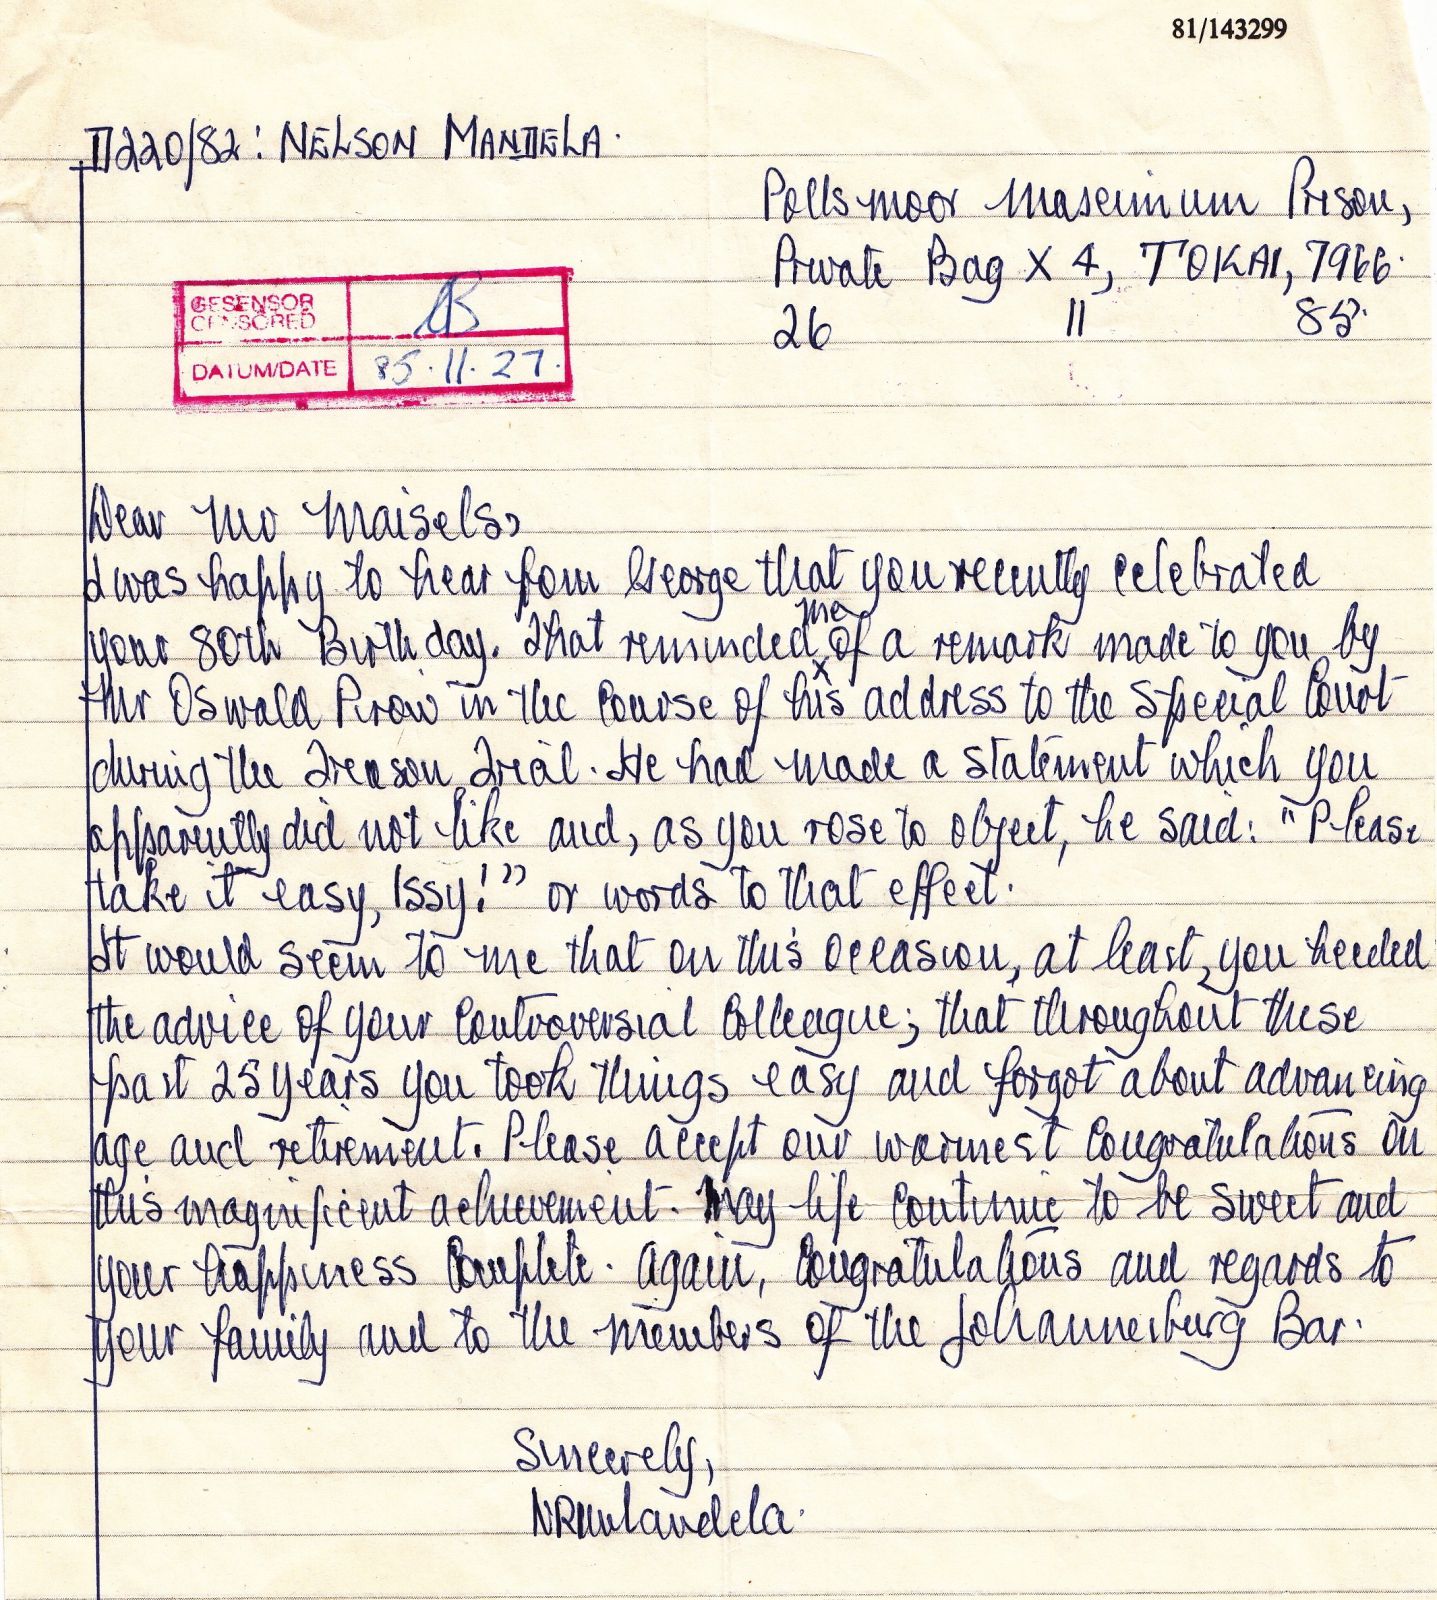 81/143299
D220/82: NELSON MANDELA.
Pollsmoor Maximum Prison,
Private Bag X 4, TOKAI, 7966.
26 11 85.
GESENSOR
CENSORED
DATUM/DATE 85.11.27.
Dear Mr Maisels,
I was happy to hear from George that you recently celebrated
your 80th Birthday. That reminded me of a remark made to you by
Mr Oswald Pirow in the course of his address to the Special Court
during the Treason Trial. He had made a statement which you
apparently did not like and, as you rose to object, he said: "Please
take it easy, Issy!" or words to that effect.
It would seem to me that on this occasion, at least, you heeded
the advice of your controversial colleague; that throughout these
past 25 years you took things easy and forgot about advancing
age and retirement. Please accept our warmest congratulations on
this magnificent achievement. May life continue to be sweet and
your happiness complete. Again, congratulations and regards to
your family and to the members of the Johannesburg Bar.
Sincerely,
NRMandela.